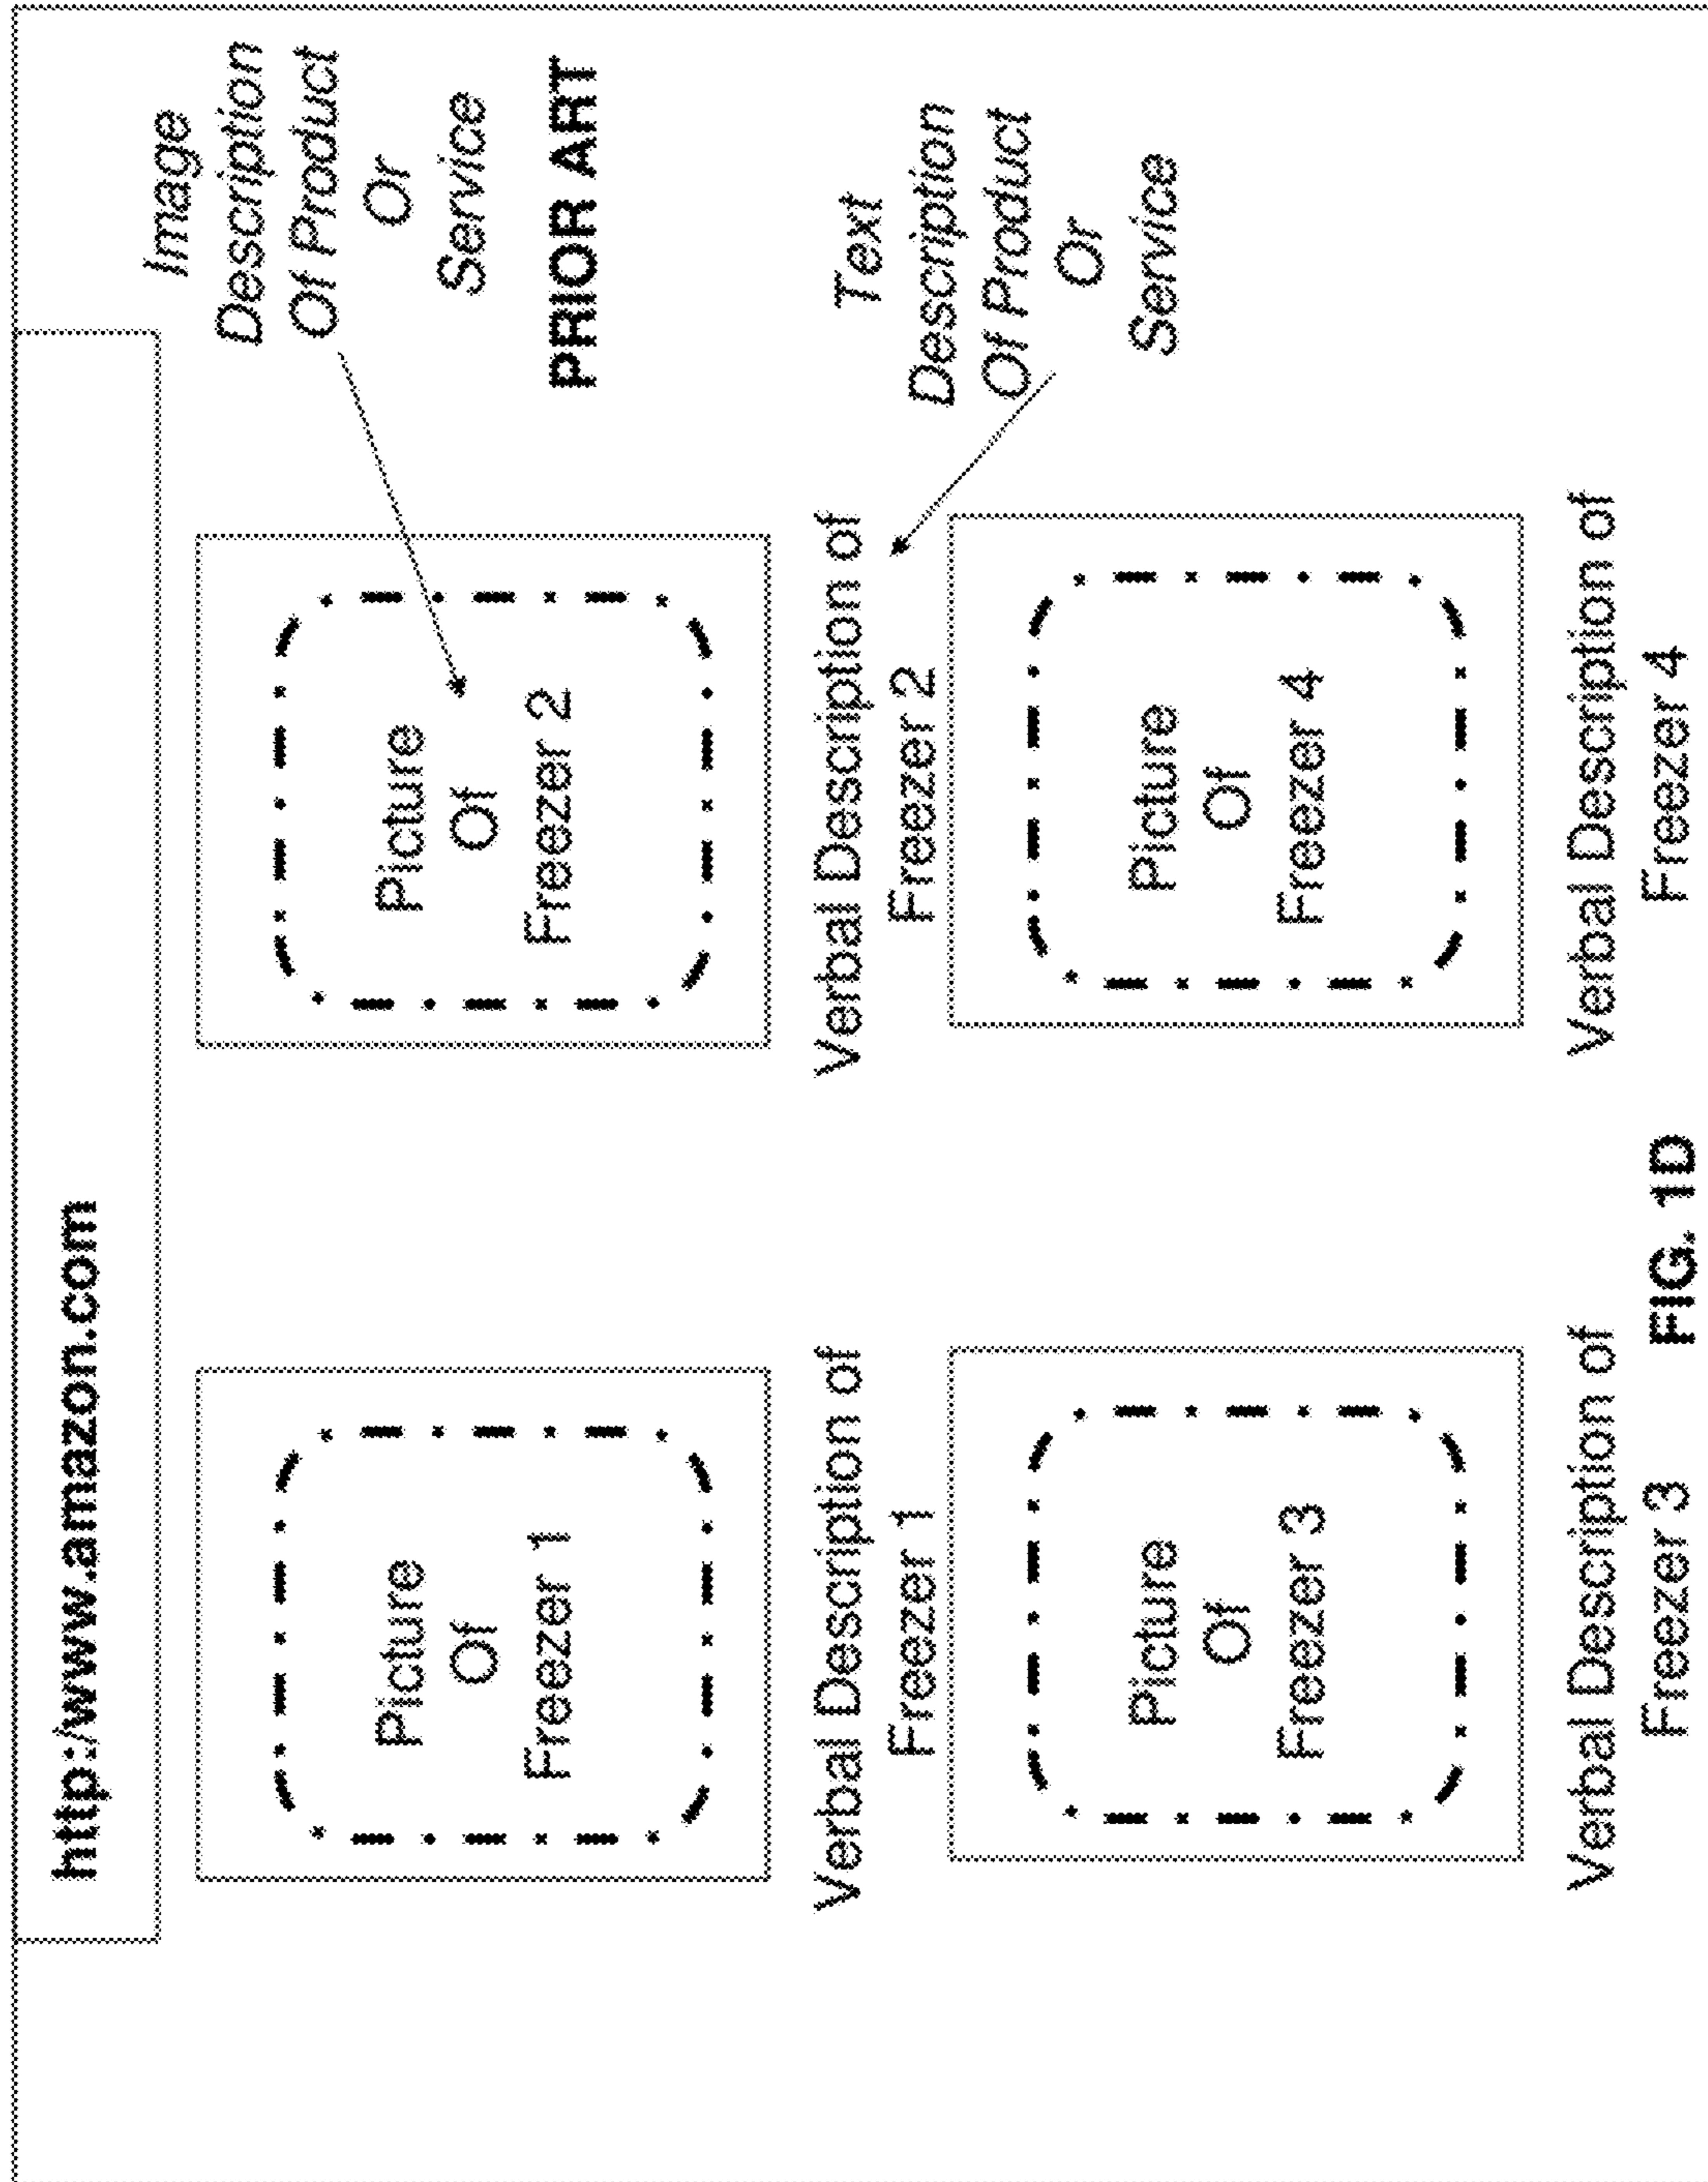 http:/www.amazon.com
Image
Description
Of Product
Or
Service
PRIOR ART
Picture
Of
Freezer 1
Picture
Of
Freezer 2
Verbal Description of
Freezer 1
Verbal Description of
Freezer 2
Text
Description
Of Product
Or
Service
Picture
Of
Freezer 3
Picture
Of
Freezer 4
Verbal Description of
Freezer 3
Verbal Description of
Freezer 4
FIG. 1D